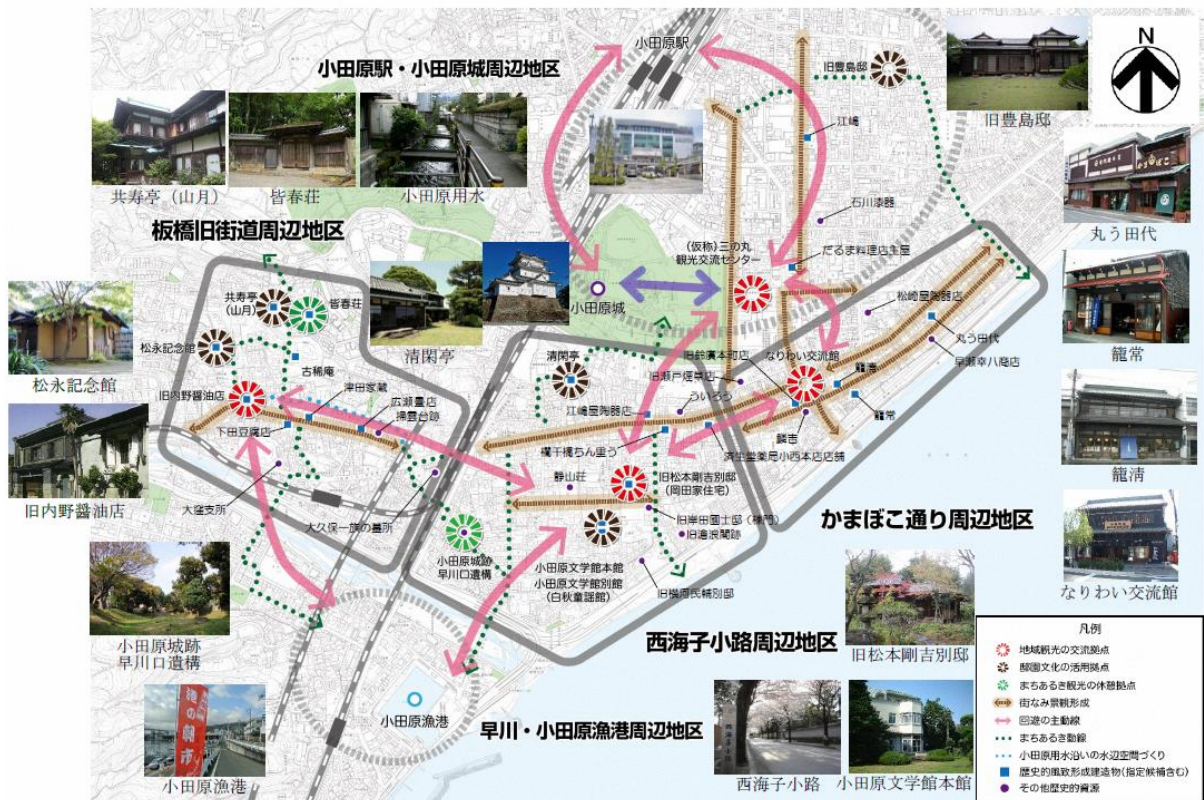 小田原駅・小田原城周辺地区
小田原駅
旧豊島邸
旧豊島邸
N
共寿亭（山月）
皆春荘
小田原用水
江嶋
石川漆器
丸う田代
板橋旧街道周辺地区
(仮称)三の丸
観光交流センター
だるま料理店主屋
小田原城
共寿亭
(山月)
皆春荘
清閑亭
松崎屋陶器店
籠常
松永記念館
松永記念館
古稀庵
清閑亭
旧鈴廣本町店
なりわい交流館
丸う田代
早瀬幸八商店
旧内野醤油店
津田家蔵
広瀬畳店
掃雲台跡
旧瀬戸煙草店
ういろう
籠清
籠常
下田豆腐店
江嶋屋陶器店
欄干橋ちん里う
鱗吉
済生堂薬局小西本店店舗
籠淸
旧内野醤油店
大窪支所
大久保一族の墓所
静山荘
旧松本剛吉別邸
(岡田家住宅)
かまぼこ通り周辺地区
小田原城跡
早川口遺構
旧岸田國士邸（棟門）
旧滄浪閣跡
小田原文学館本館
小田原文学館別館
(白秋童謡館)
なりわい交流館
小田原城跡
早川口遺構
西海子小路周辺地区
旧松本剛吉別邸
小田原漁港
早川・小田原漁港周辺地区
港の朝市
小田原漁港
西海子小路
小田原文学館本館
凡例
地域観光の交流拠点
邸園文化の活用拠点
まちあるき観光の休憩拠点
街なみ景観形成
回遊の主動線
まちあるき動線
小田原用水沿いの水辺空間づくり
歴史的風致形成建造物(指定候補含む)
その他歴史的資源